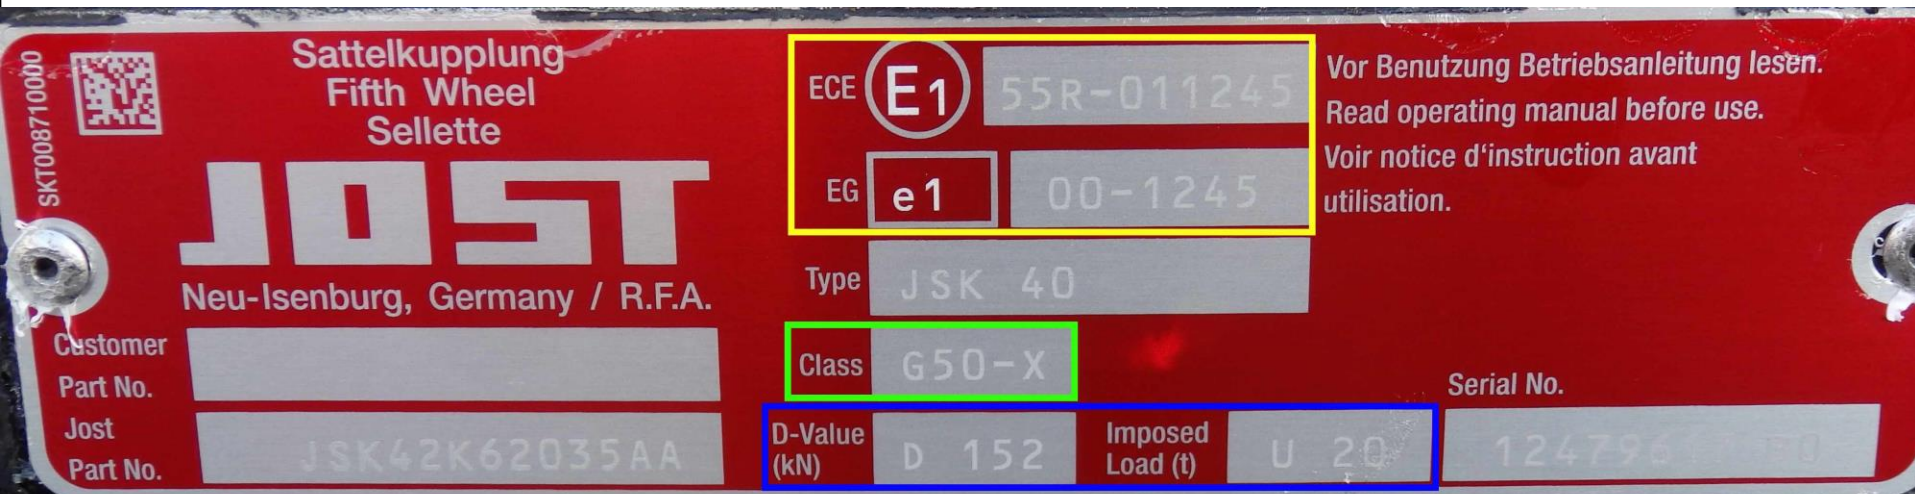 SKT008710000
Sattelkupplung
Fifth Wheel
Sellette
JOST
Neu-Isenburg, Germany / R.F.A.
Customer
Part No.
Jost
Part No. JSK42K62035AA
ECE E1 55R-011245
EG e1 00-1245
Type JSK 40
Class G50-X
D-Value
(kN) D 152
Imposed
Load (t) U 20
Vor Benutzung Betriebsanleitung lesen.
Read operating manual before use.
Voir notice d'instruction avant
utilisation.
Serial No.